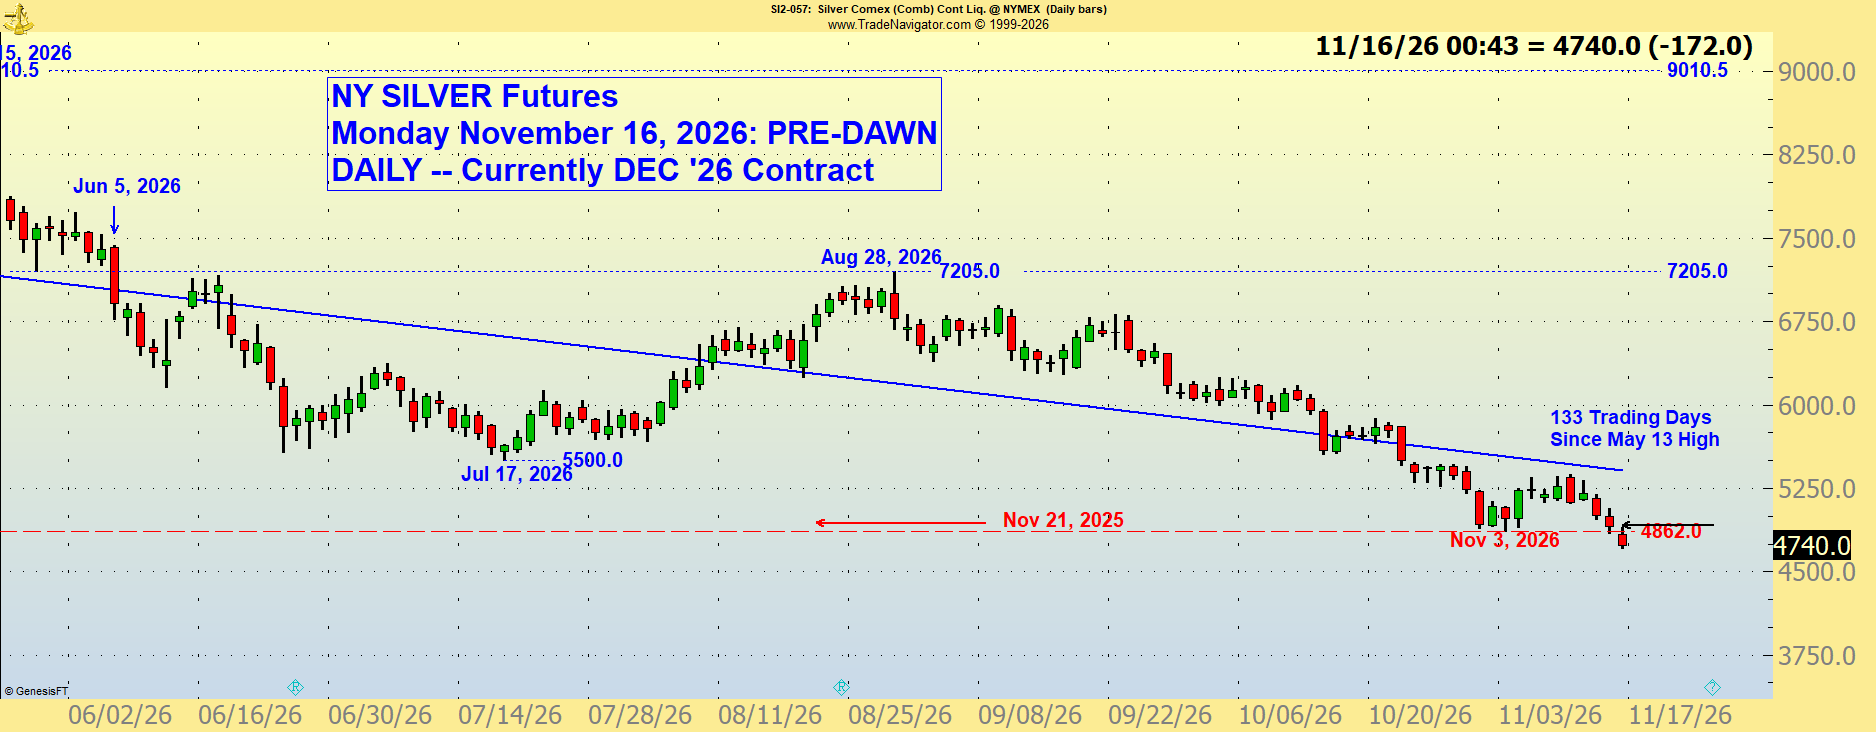 SI2-057: Silver Comex (Comb) Cont Liq. @ NYMEX (Daily bars)
www.TradeNavigator.com © 1999-2026
11/16/26 00:43 = 4740.0 (-172.0)
15, 2026
10.5
9010.5
NY SILVER Futures
Monday November 16, 2026: PRE-DAWN
DAILY -- Currently DEC '26 Contract
Jun 5, 2026
Aug 28, 2026
7205.0
7205.0
133 Trading Days
Since May 13 High
5500.0
Jul 17, 2026
Nov 21, 2025
Nov 3, 2026
4862.0
9000.0
8250.0
7500.0
6750.0
6000.0
5250.0
4740.0
4500.0
3750.0
R
R
?
© GenesisFT
06/02/26 06/16/26 06/30/26 07/14/26 07/28/26 08/11/26 08/25/26 09/08/26 09/22/26 10/06/26 10/20/26 11/03/26 11/17/26